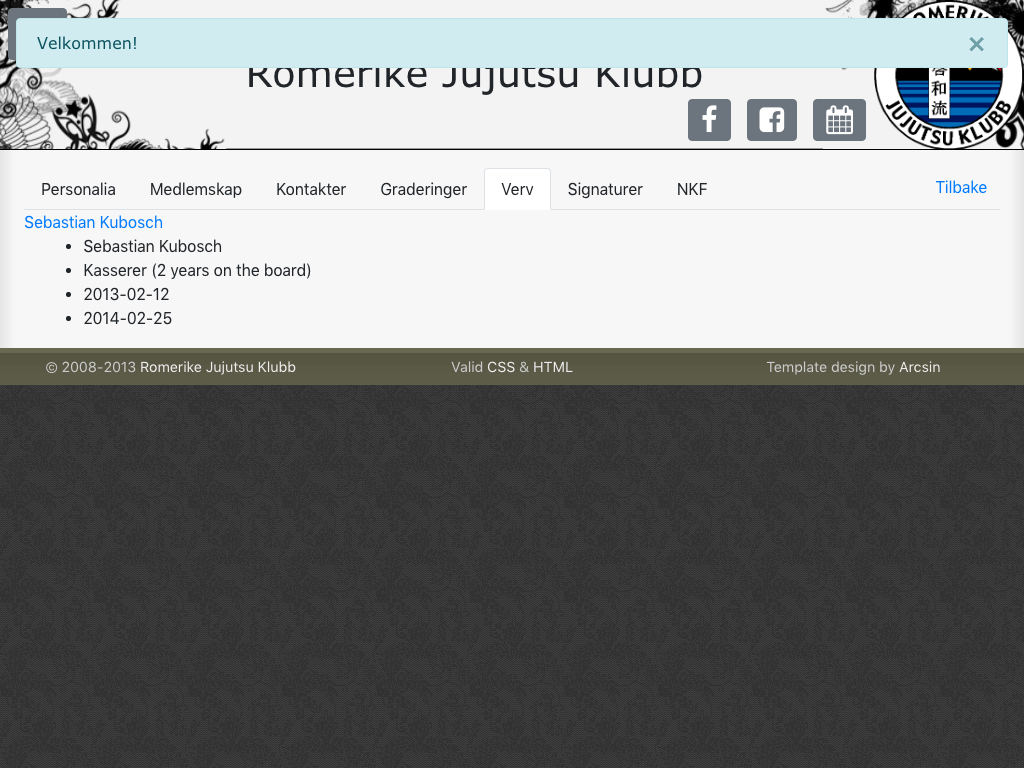 Velkommen!
×
Romerike Jujutsu Klubb
ROMERIKE
啓和流
JUJUTSU KLUBB
Personalia Medlemskap Kontakter Graderinger Verv Signaturer NKF Tilbake
Sebastian Kubosch
• Sebastian Kubosch
• Kasserer (2 years on the board)
• 2013-02-12
• 2014-02-25
© 2008-2013 Romerike Jujutsu Klubb Valid CSS & HTML Template design by Arcsin